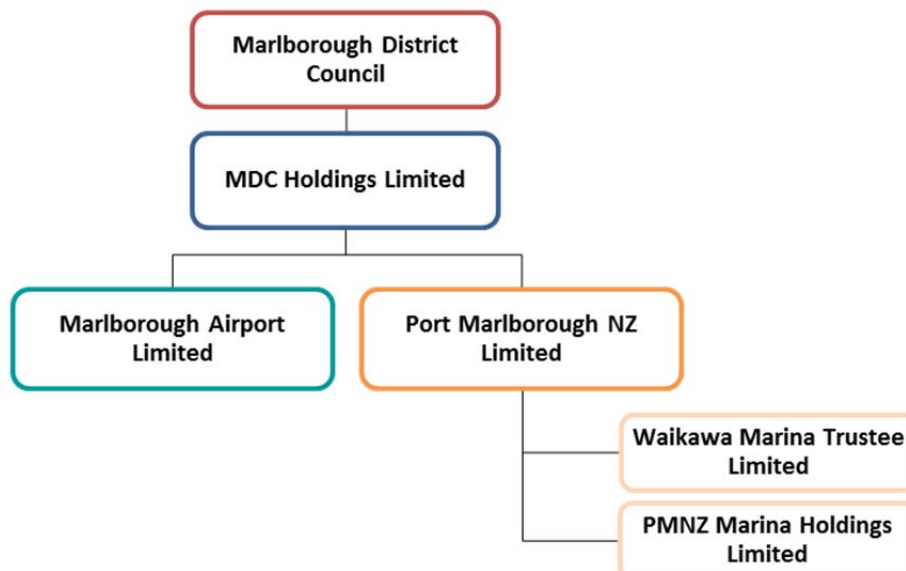 Marlborough District
Council
MDC Holdings Limited
Marlborough Airport
Limited
Port Marlborough NZ
Limited
Waikawa Marina Trustee
Limited
PMNZ Marina Holdings
Limited